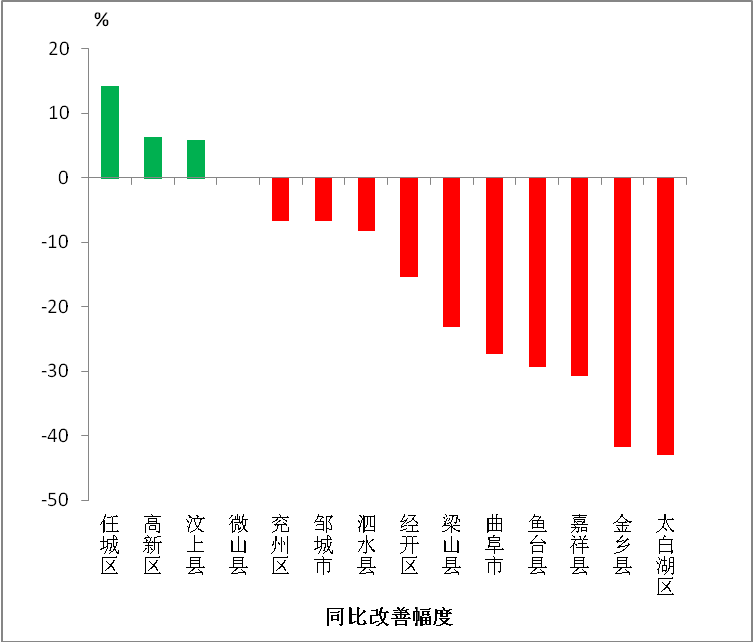 %
20
10
0
-10
-20
-30
-40
-50
任城区
高新区
汶上县
微山县
兖州区
邹城市
泗水县
经开区
梁山县
曲阜市
鱼台县
嘉祥县
金乡县
太白湖区
同比改善幅度